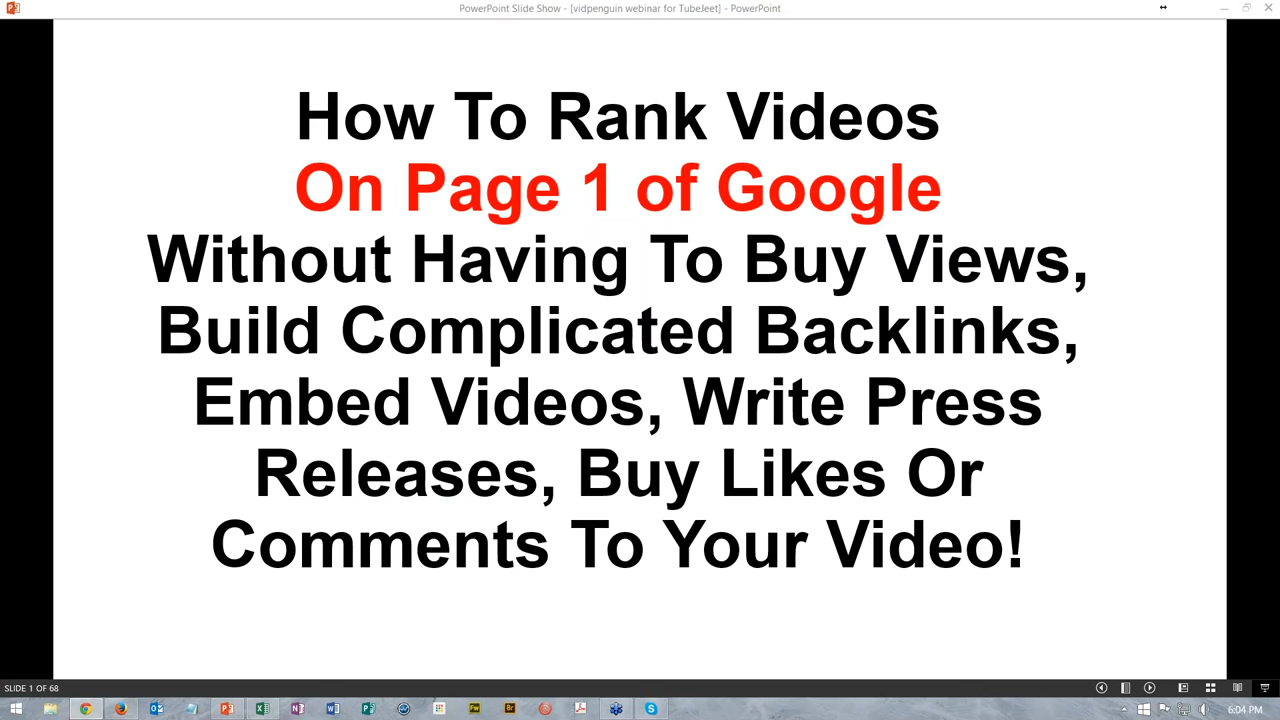 PowerPoint Slide Show - [vidpenguin webinar for TubeJeet] - PowerPoint
How To Rank Videos
On Page 1 of Google
Without Having To Buy Views,
Build Complicated Backlinks,
Embed Videos, Write Press
Releases, Buy Likes Or
Comments To Your Video!
SLIDE 1 OF 68
6:04 PM